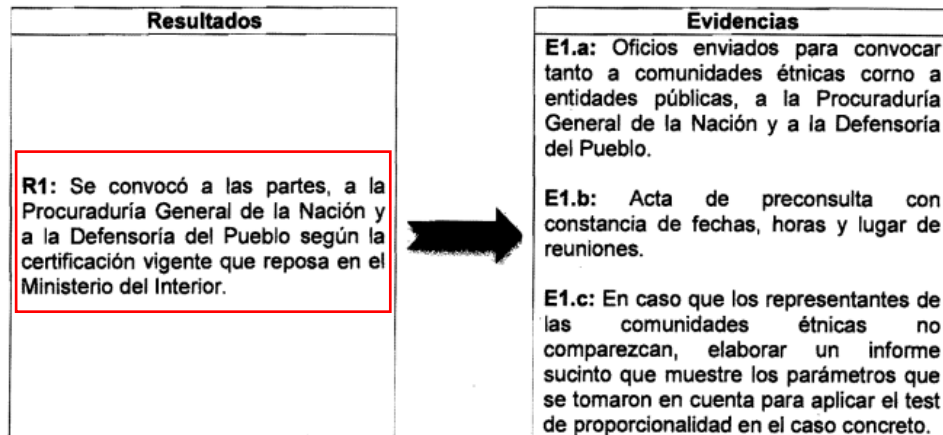 Resultados
R1: Se convocó a las partes, a la
Procuraduría General de la Nación y
a la Defensoría del Pueblo según la
certificación vigente que reposa en el
Ministerio del Interior.
Evidencias
E1.a: Oficios enviados para convocar
tanto a comunidades étnicas corno a
entidades públicas, a la Procuraduría
General de la Nación y a la Defensoría
del Pueblo.
E1.b: Acta de preconsulta con
constancia de fechas, horas y lugar de
reuniones.
E1.c: En caso que los representantes de
las comunidades étnicas no
comparezcan, elaborar un informe
sucinto que muestre los parámetros que
se tomaron en cuenta para aplicar el test
de proporcionalidad en el caso concreto.